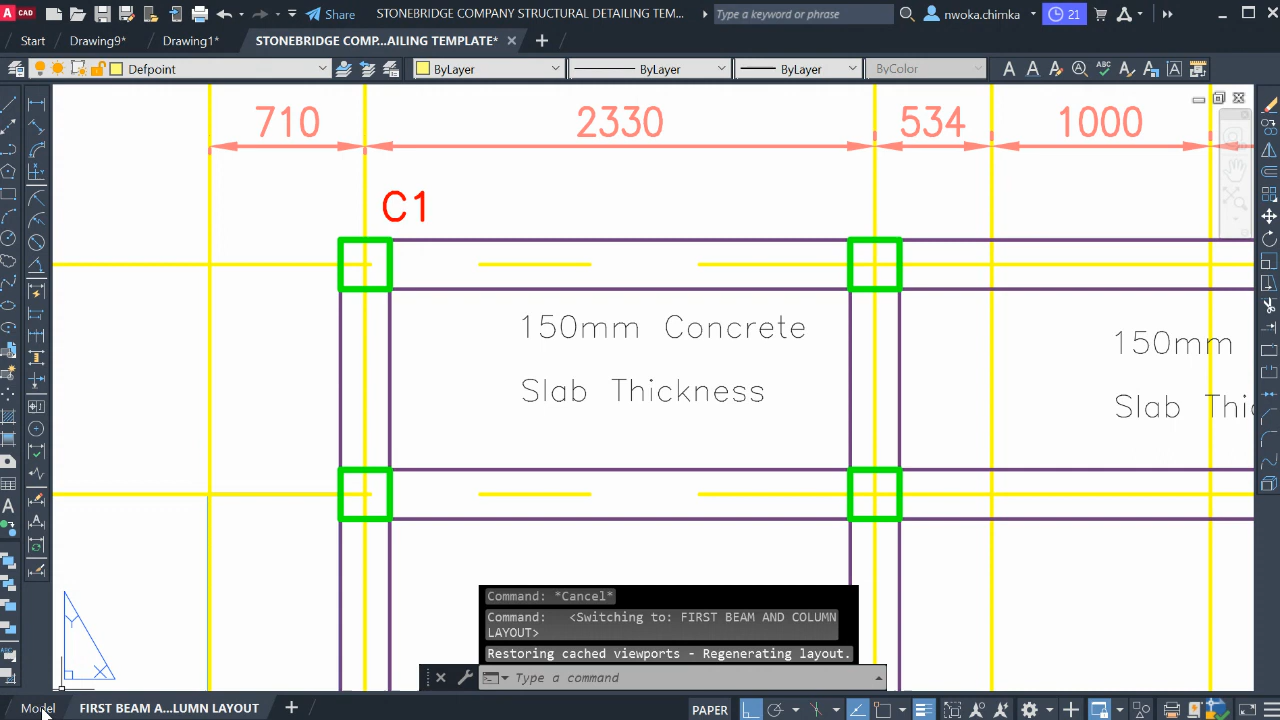 CAD
Share
STONEBRIDGE COMPANY STRUCTURAL DETAILING TEM...
Type a keyword or phrase
nwoka.chimka
21
Start
Drawing9*
Drawing1*
STONEBRIDGE COMP...AILING TEMPLATE*
Defpoint
ByLayer
ByLayer
ByLayer
ByColor
710
2330
534
1000
C1
150mm Concrete
Slab Thickness
150mm
Slab Thic
Y
X
Command: *Cancel*
Command: <Switching to: FIRST BEAM AND COLUMN
LAYOUT>
Restoring cached viewports - Regenerating layout.
Type a command
Model
FIRST BEAM A...LUMN LAYOUT
PAPER